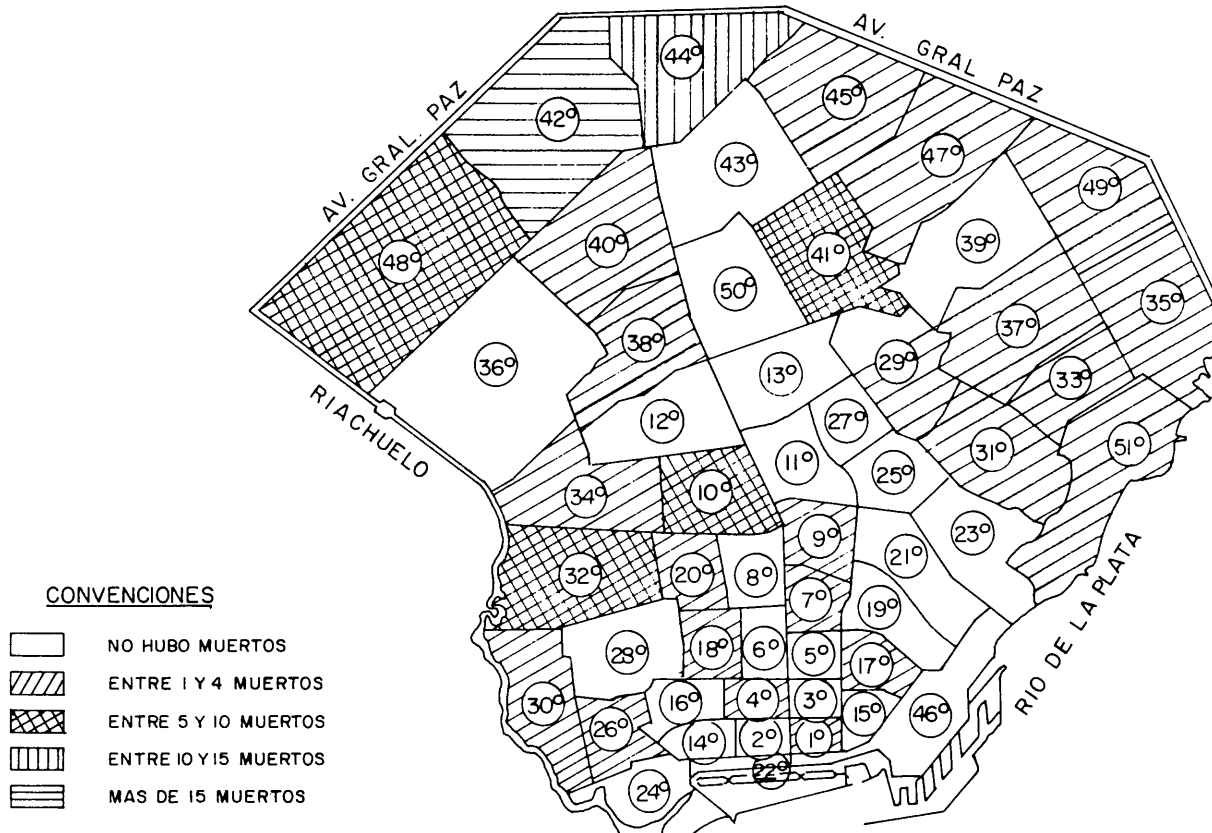 AV. GRAL. PAZ
AV. GRAL PAZ
44º
42º
45º
43º
47º
49º
48º
40º
41º
39º
50º
35º
38º
37º
36º
13º
29º
33º
12º
27º
31º
51º
11º
25º
34º
10º
RIACHUELO
9º
23º
21º
32º
20º
8º
7º
19º
28º
18º
6º
5º
17º
30º
16º
4º
3º
15º
46º
26º
14º
2º
1º
22º
24º
RIO DE LA PLATA
CONVENCIONES
NO HUBO MUERTOS
ENTRE 1 Y 4 MUERTOS
ENTRE 5 Y 10 MUERTOS
ENTRE 10 Y 15 MUERTOS
MAS DE 15 MUERTOS